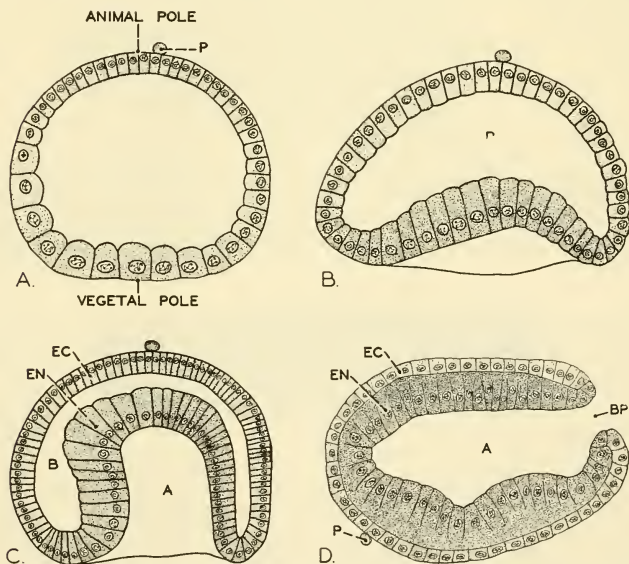 ANIMAL POLE
P
A.
VEGETAL POLE
B.
EC
EN
B
A
C.
EC
EN
BP
A
P
D.